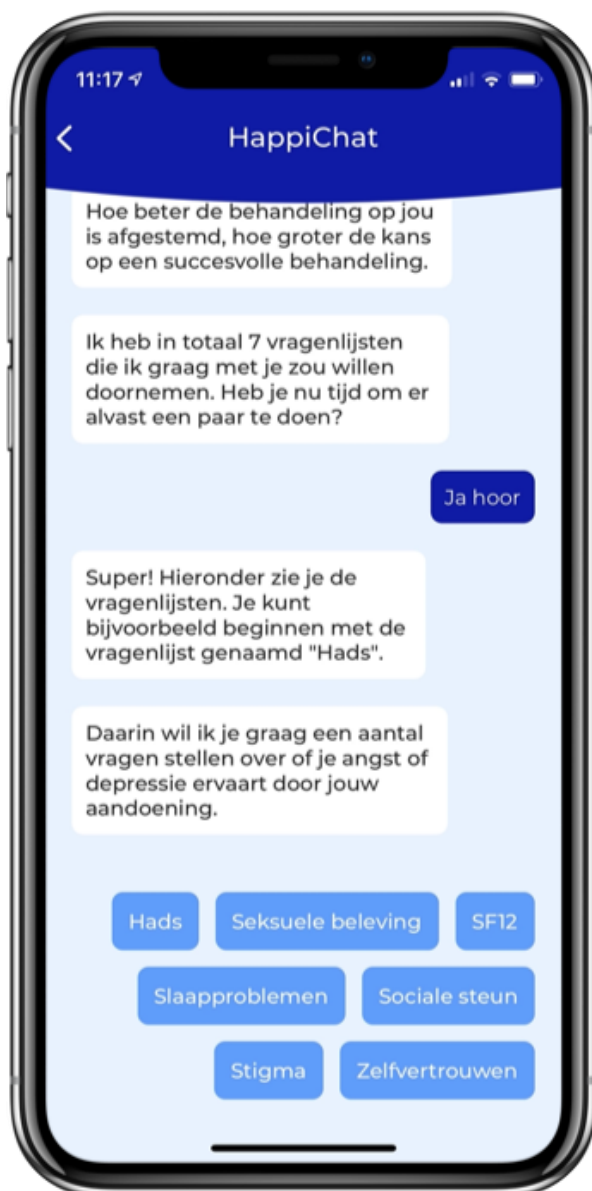 11:17
HappiChat
Hoe beter de behandeling op jou
is afgestemd, hoe groter de kans
op een succesvolle behandeling.
Ik heb in totaal 7 vragenlijsten
die ik graag met je zou willen
doornemen. Heb je nu tijd om er
alvast een paar te doen?
Ja hoor
Super! Hieronder zie je de
vragenlijsten. Je kunt
bijvoorbeeld beginnen met de
vragenlijst genaamd "Hads".
Daarin wil ik je graag een aantal
vragen stellen over of je angst of
depressie ervaart door jouw
aandoening.
Hads Seksuele beleving SF12
Slaapproblemen Sociale steun
Stigma Zelfvertrouwen